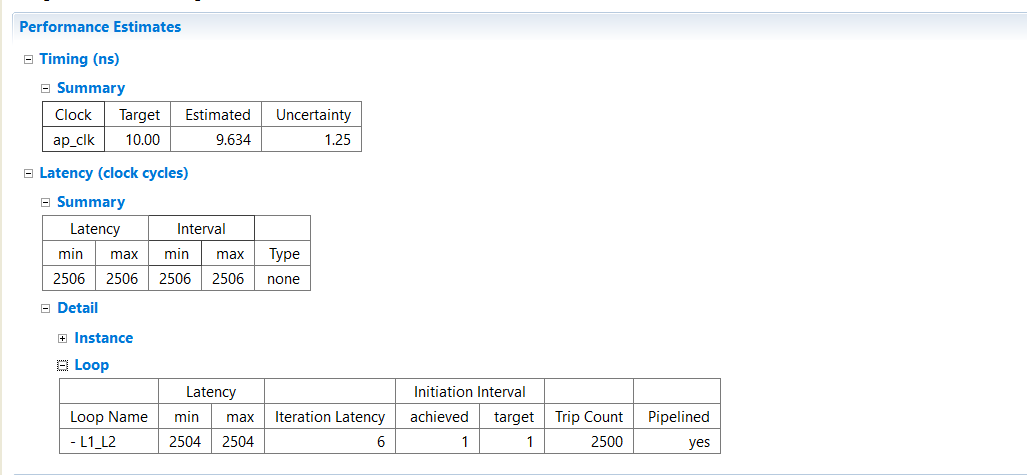 Performance Estimates
Timing (ns)
Summary
Clock Target Estimated Uncertainty
ap_clk 10.00 9.634 1.25
Latency (clock cycles)
Summary
Latency Interval
min max min max Type
2506 2506 2506 2506 none
Detail
Instance
Loop
Latency Initiation Interval
Loop Name min max Iteration Latency achieved target Trip Count Pipelined
- L1_L2 2504 2504 6 1 1 2500 yes